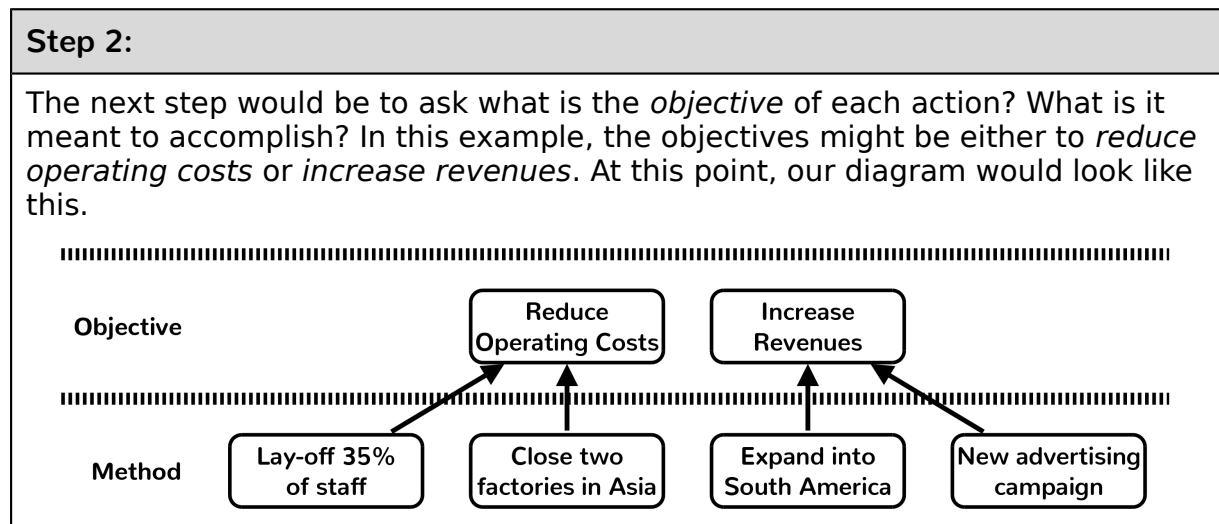 Step 2:
The next step would be to ask what is the objective of each action? What is it
meant to accomplish? In this example, the objectives might be either to reduce
operating costs or increase revenues. At this point, our diagram would look like
this.
Objective
Reduce
Operating Costs
Increase
Revenues
Method
Lay-off 35%
of staff
Close two
factories in Asia
Expand into
South America
New advertising
campaign